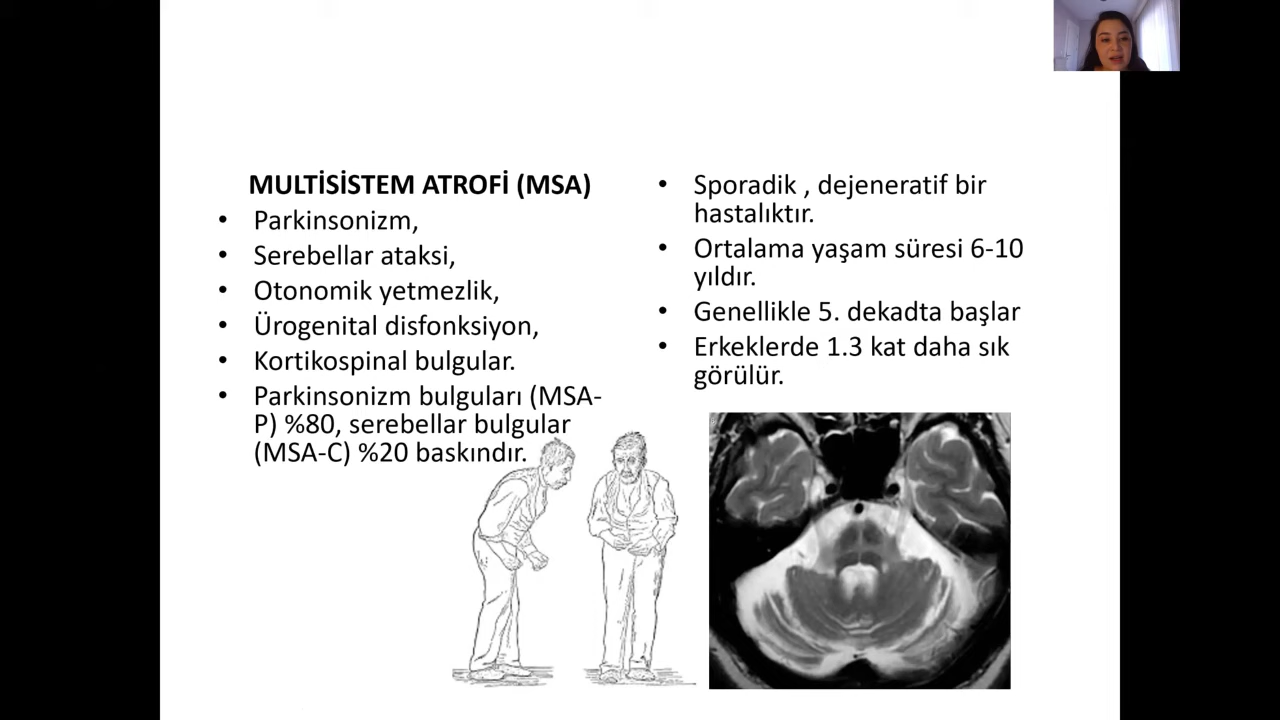 MULTİSİSTEM ATROFİ (MSA)
• Parkinsonizm,
• Serebellar ataksi,
• Otonomik yetmezlik,
• Ürogenital disfonksiyon,
• Kortikospinal bulgular.
• Parkinsonizm bulguları (MSA-
P) %80, serebellar bulgular
(MSA-C) %20 baskındır.
• Sporadik , dejeneratif bir
hastalıktır.
• Ortalama yaşam süresi 6-10
yıldır.
• Genellikle 5. dekadta başlar
• Erkeklerde 1.3 kat daha sık
görülür.